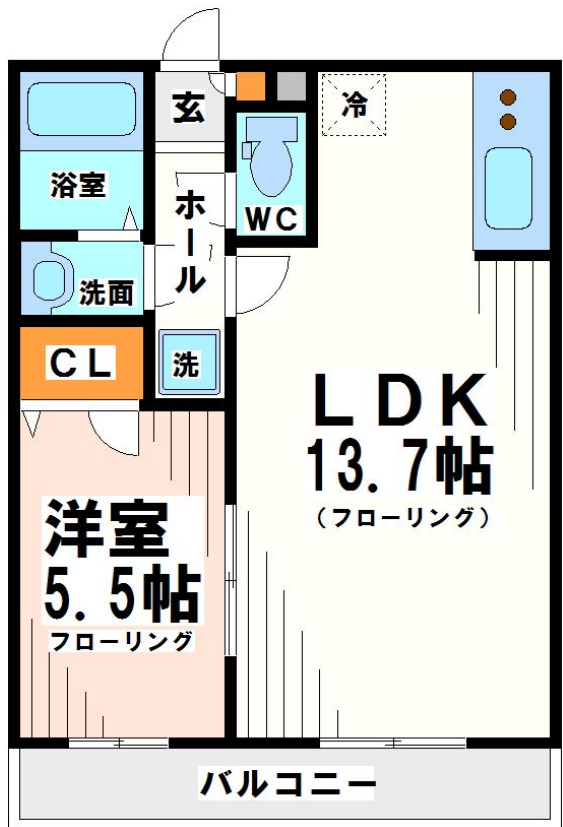 玄
冷
浴室
ホール
WC
洗面
CL
洗
LDK
13.7帖
(フローリング)
洋室
5.5帖
フローリング
バルコニー